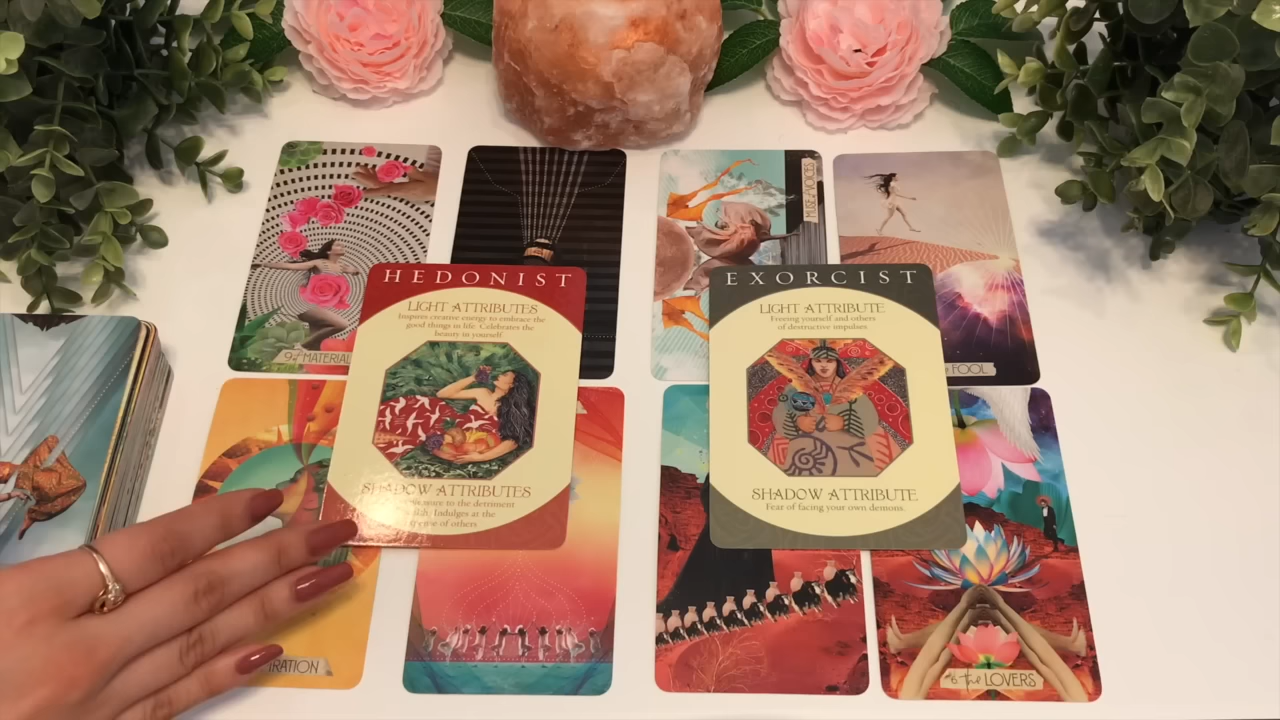 MUSE · VOICES
HEDONIST
LIGHT ATTRIBUTES
Inspires creative energy to embrace the
good things in life. Celebrates the
beauty in yourself
SHADOW ATTRIBUTES
to the detriment
Indulges at the
of others
EXORCIST
LIGHT ATTRIBUTE
Freeing yourself and others
of destructive impulses.
SHADOW ATTRIBUTE
Fear of facing your own demons.
MATERIAL
FOOL
#6 the LOVERS